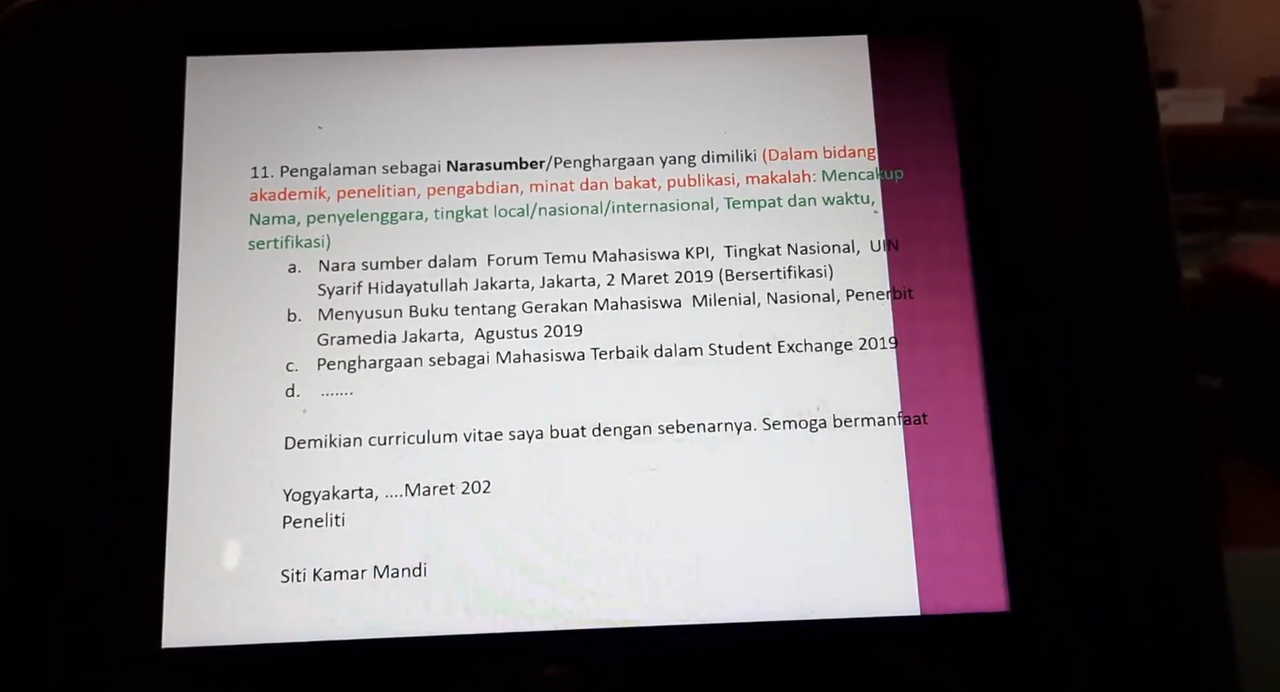 11. Pengalaman sebagai Narasumber/Penghargaan yang dimiliki (Dalam bidang
akademik, penelitian, pengabdian, minat dan bakat, publikasi, makalah: Mencakup
Nama, penyelenggara, tingkat local/nasional/internasional, Tempat dan waktu,
sertifikasi)
a. Nara sumber dalam Forum Temu Mahasiswa KPI, Tingkat Nasional, UIN
Syarif Hidayatullah Jakarta, Jakarta, 2 Maret 2019 (Bersertifikasi)
b. Menyusun Buku tentang Gerakan Mahasiswa Milenial, Nasional, Penerbit
Gramedia Jakarta, Agustus 2019
c. Penghargaan sebagai Mahasiswa Terbaik dalam Student Exchange 2019
d. .......
Demikian curriculum vitae saya buat dengan sebenarnya. Semoga bermanfaat
Yogyakarta, ....Maret 202
Peneliti
Siti Kamar Mandi